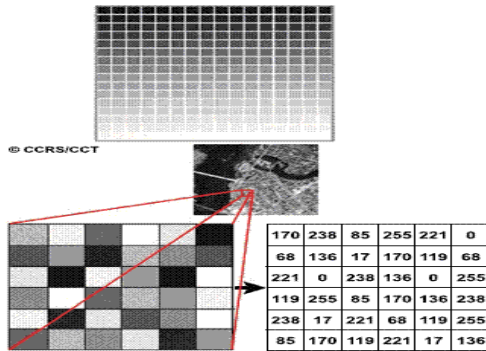 © CCRS/CCT
170 238 85 255 221 0
68 136 17 170 119 68
221 0 238 136 0 255
119 255 85 170 136 238
238 17 221 68 119 255
85 170 119 221 17 136